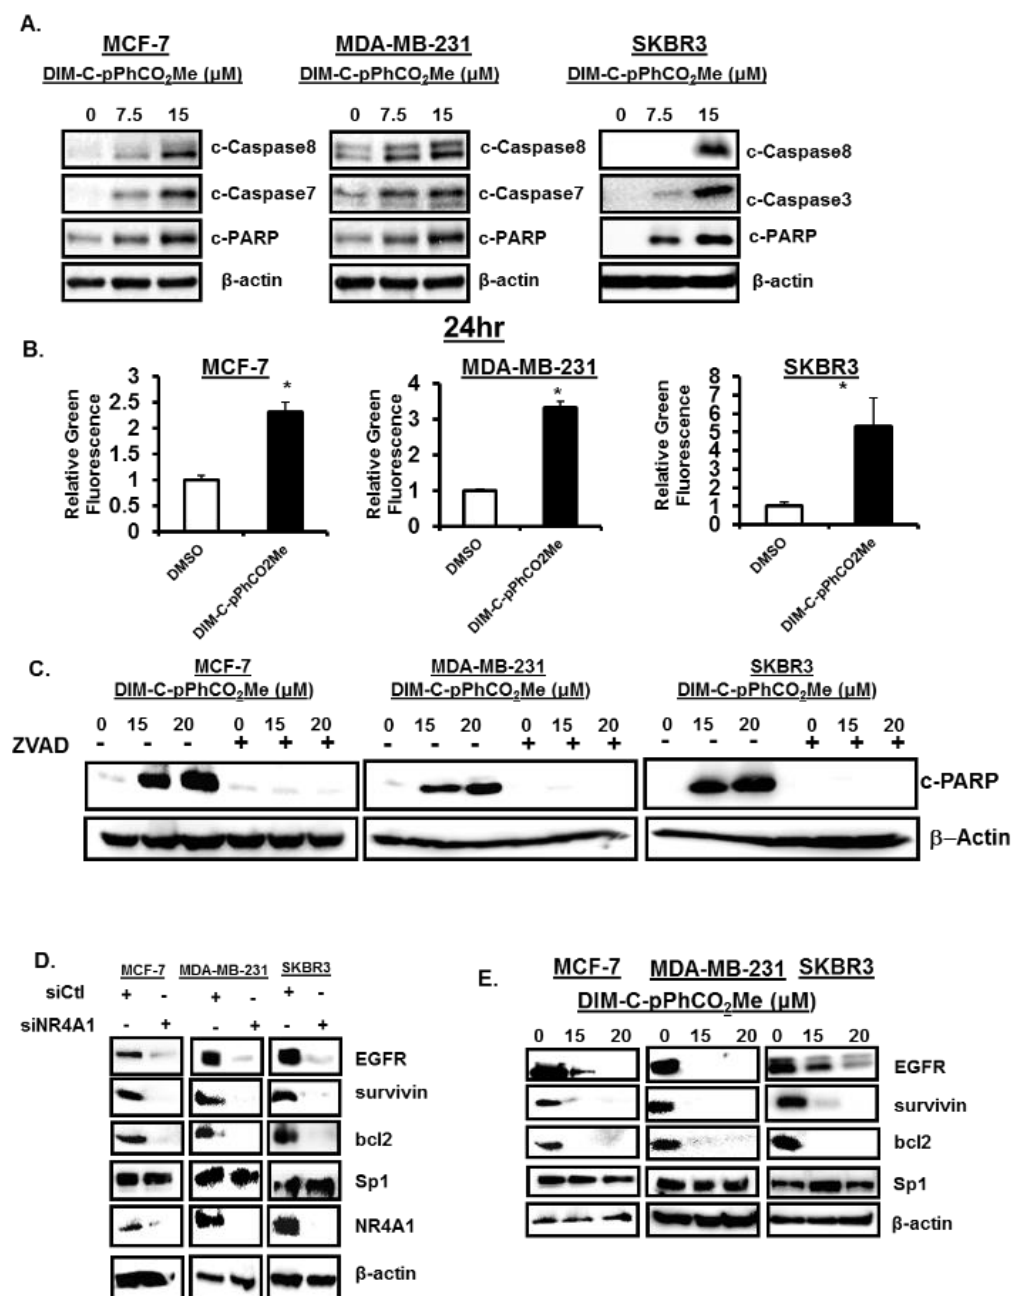 A.
MCF-7 MDA-MB-231 SKBR3
DIM-C-pPhCO2Me (µM) DIM-C-pPhCO2Me (µM) DIM-C-pPhCO2Me (µM)
0 7.5 15 0 7.5 15 0 7.5 15
c-Caspase8 c-Caspase8 c-Caspase8
c-Caspase7 c-Caspase7 c-Caspase3
c-PARP c-PARP c-PARP
β-actin β-actin β-actin
24hr
B.
MCF-7
Relative Green
Fluorescence
3
2.5
2
1.5
1
0.5
0
*
DMSO
DIM-C-pPhCO2Me
MDA-MB-231
Relative Green
Fluorescence
4
3
2
1
0
*
DMSO
DIM-C-pPhCO2Me
SKBR3
Relative Green
Fluorescence
8
7
6
5
4
3
2
1
0
*
DMSO
DIM-C-pPhCO2Me
C.
MCF-7 MDA-MB-231 SKBR3
DIM-C-pPhCO2Me (µM) DIM-C-pPhCO2Me (µM) DIM-C-pPhCO2Me (µM)
0 15 20 0 15 20 0 15 20 0 15 20 0 15 20 0 15 20
ZVAD - - - + + + - - - + + + - - - + + +
c-PARP
β-Actin
D.
MCF-7 MDA-MB-231 SKBR3
siCtl + - + - + -
siNR4A1 - + - + - +
EGFR
survivin
bcl2
Sp1
NR4A1
β-actin
E.
MCF-7 MDA-MB-231 SKBR3
DIM-C-pPhCO2Me (µM)
0 15 20 0 15 20 0 15 20
EGFR
survivin
bcl2
Sp1
β-actin